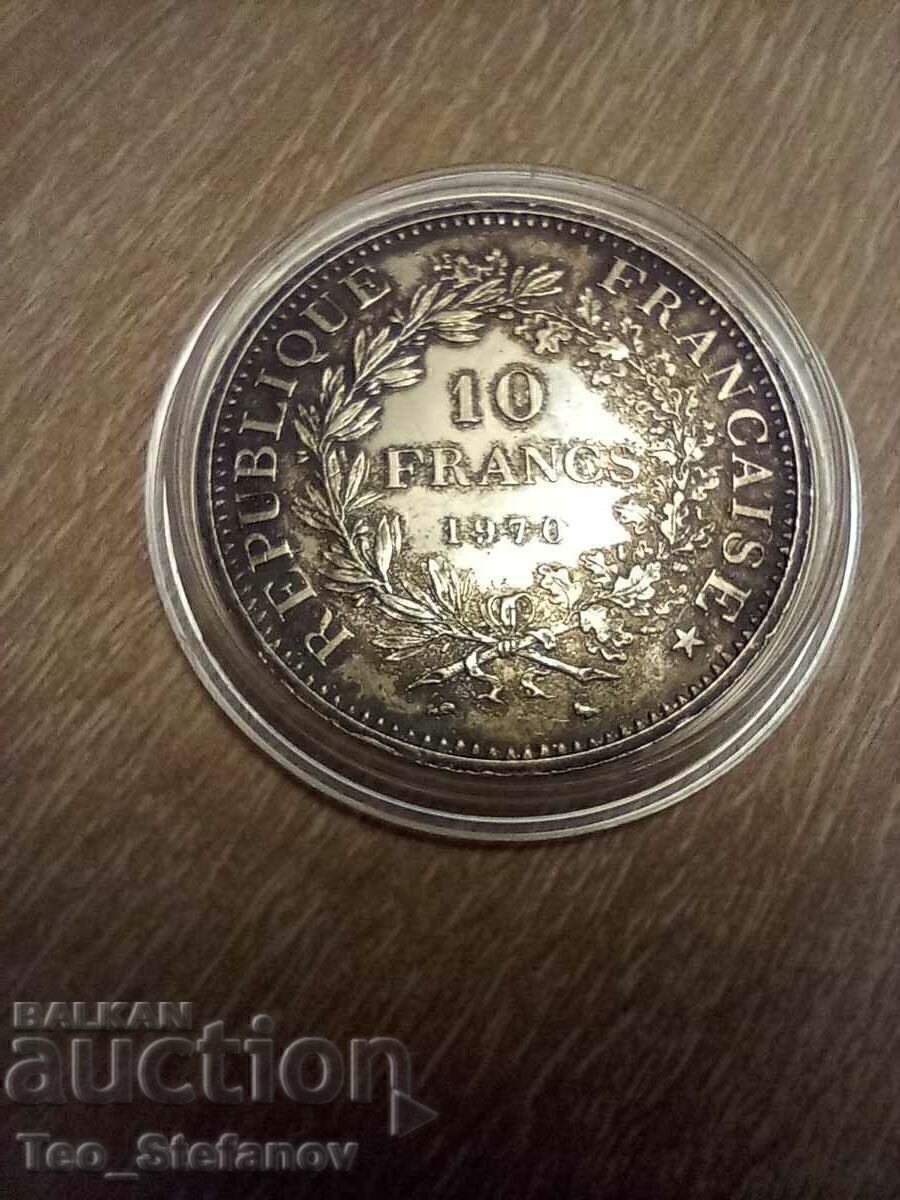 REPUBLIQUE FRANCAISE
10
FRANCS
1970
BALKAN
auction
Teo_Stefanov